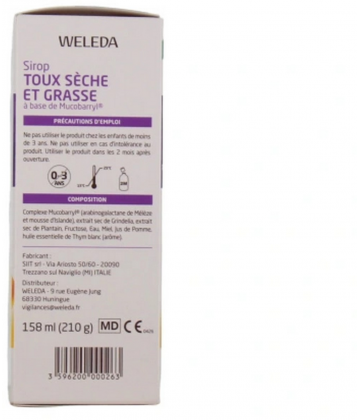 WELEDA
Sirop
TOUX SÈCHE
ET GRASSE
à base de Mucobarryl®
PRÉCAUTIONS D'EMPLOI
Ne pas utiliser le produit chez les enfants de moins
de 3 ans. Ne pas utiliser en cas d'intolérance au
produit. Utiliser le produit dans les 2 mois après
ouverture.
0-3
ANS
COMPOSITION
Complexe Mucobarryl® (arabinogalactane de Mélèze
et mousse d'Islande), extrait sec de Grindelia, extrait
sec de Plantain, Fructose, Eau, Miel, Jus de Pomme,
huile essentielle de Thym blanc (arôme).
Fabricant :
SIIT srl - Via Ariosto 50/60 - 20090
Trezzano sul Naviglio (MI) ITALIE
Distributeur :
WELEDA - 9 rue Eugène Jung
68330 Huningue
vigilances@weleda.fr
158 ml (210 g) MD CE 0426
3 596200 000263